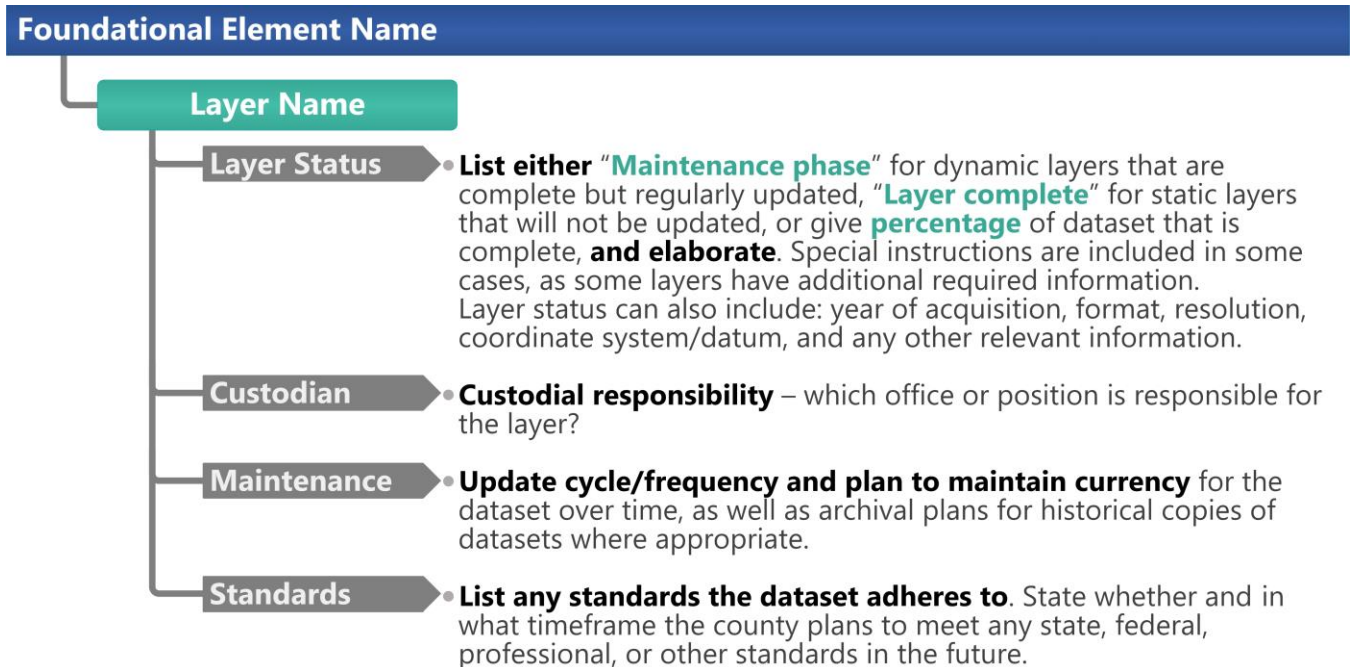 Foundational Element Name
Layer Name
Layer Status
List either “Maintenance phase” for dynamic layers that are
complete but regularly updated, “Layer complete” for static layers
that will not be updated, or give percentage of dataset that is
complete, and elaborate. Special instructions are included in some
cases, as some layers have additional required information.
Layer status can also include: year of acquisition, format, resolution,
coordinate system/datum, and any other relevant information.
Custodian
Custodial responsibility – which office or position is responsible for
the layer?
Maintenance
Update cycle/frequency and plan to maintain currency for the
dataset over time, as well as archival plans for historical copies of
datasets where appropriate.
Standards
List any standards the dataset adheres to. State whether and in
what timeframe the county plans to meet any state, federal,
professional, or other standards in the future.